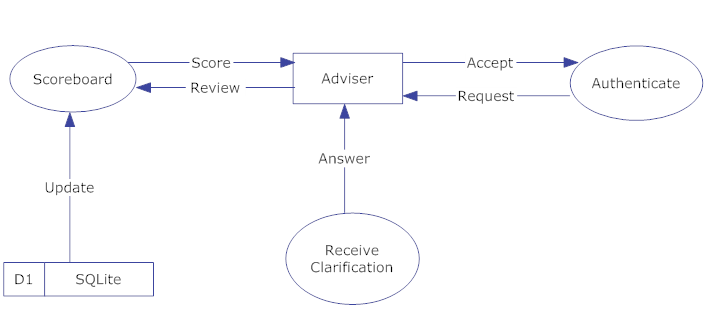 Scoreboard
Score
Review
Adviser
Accept
Request
Authenticate
Answer
Update
Receive
Clarification
D1
SQLite